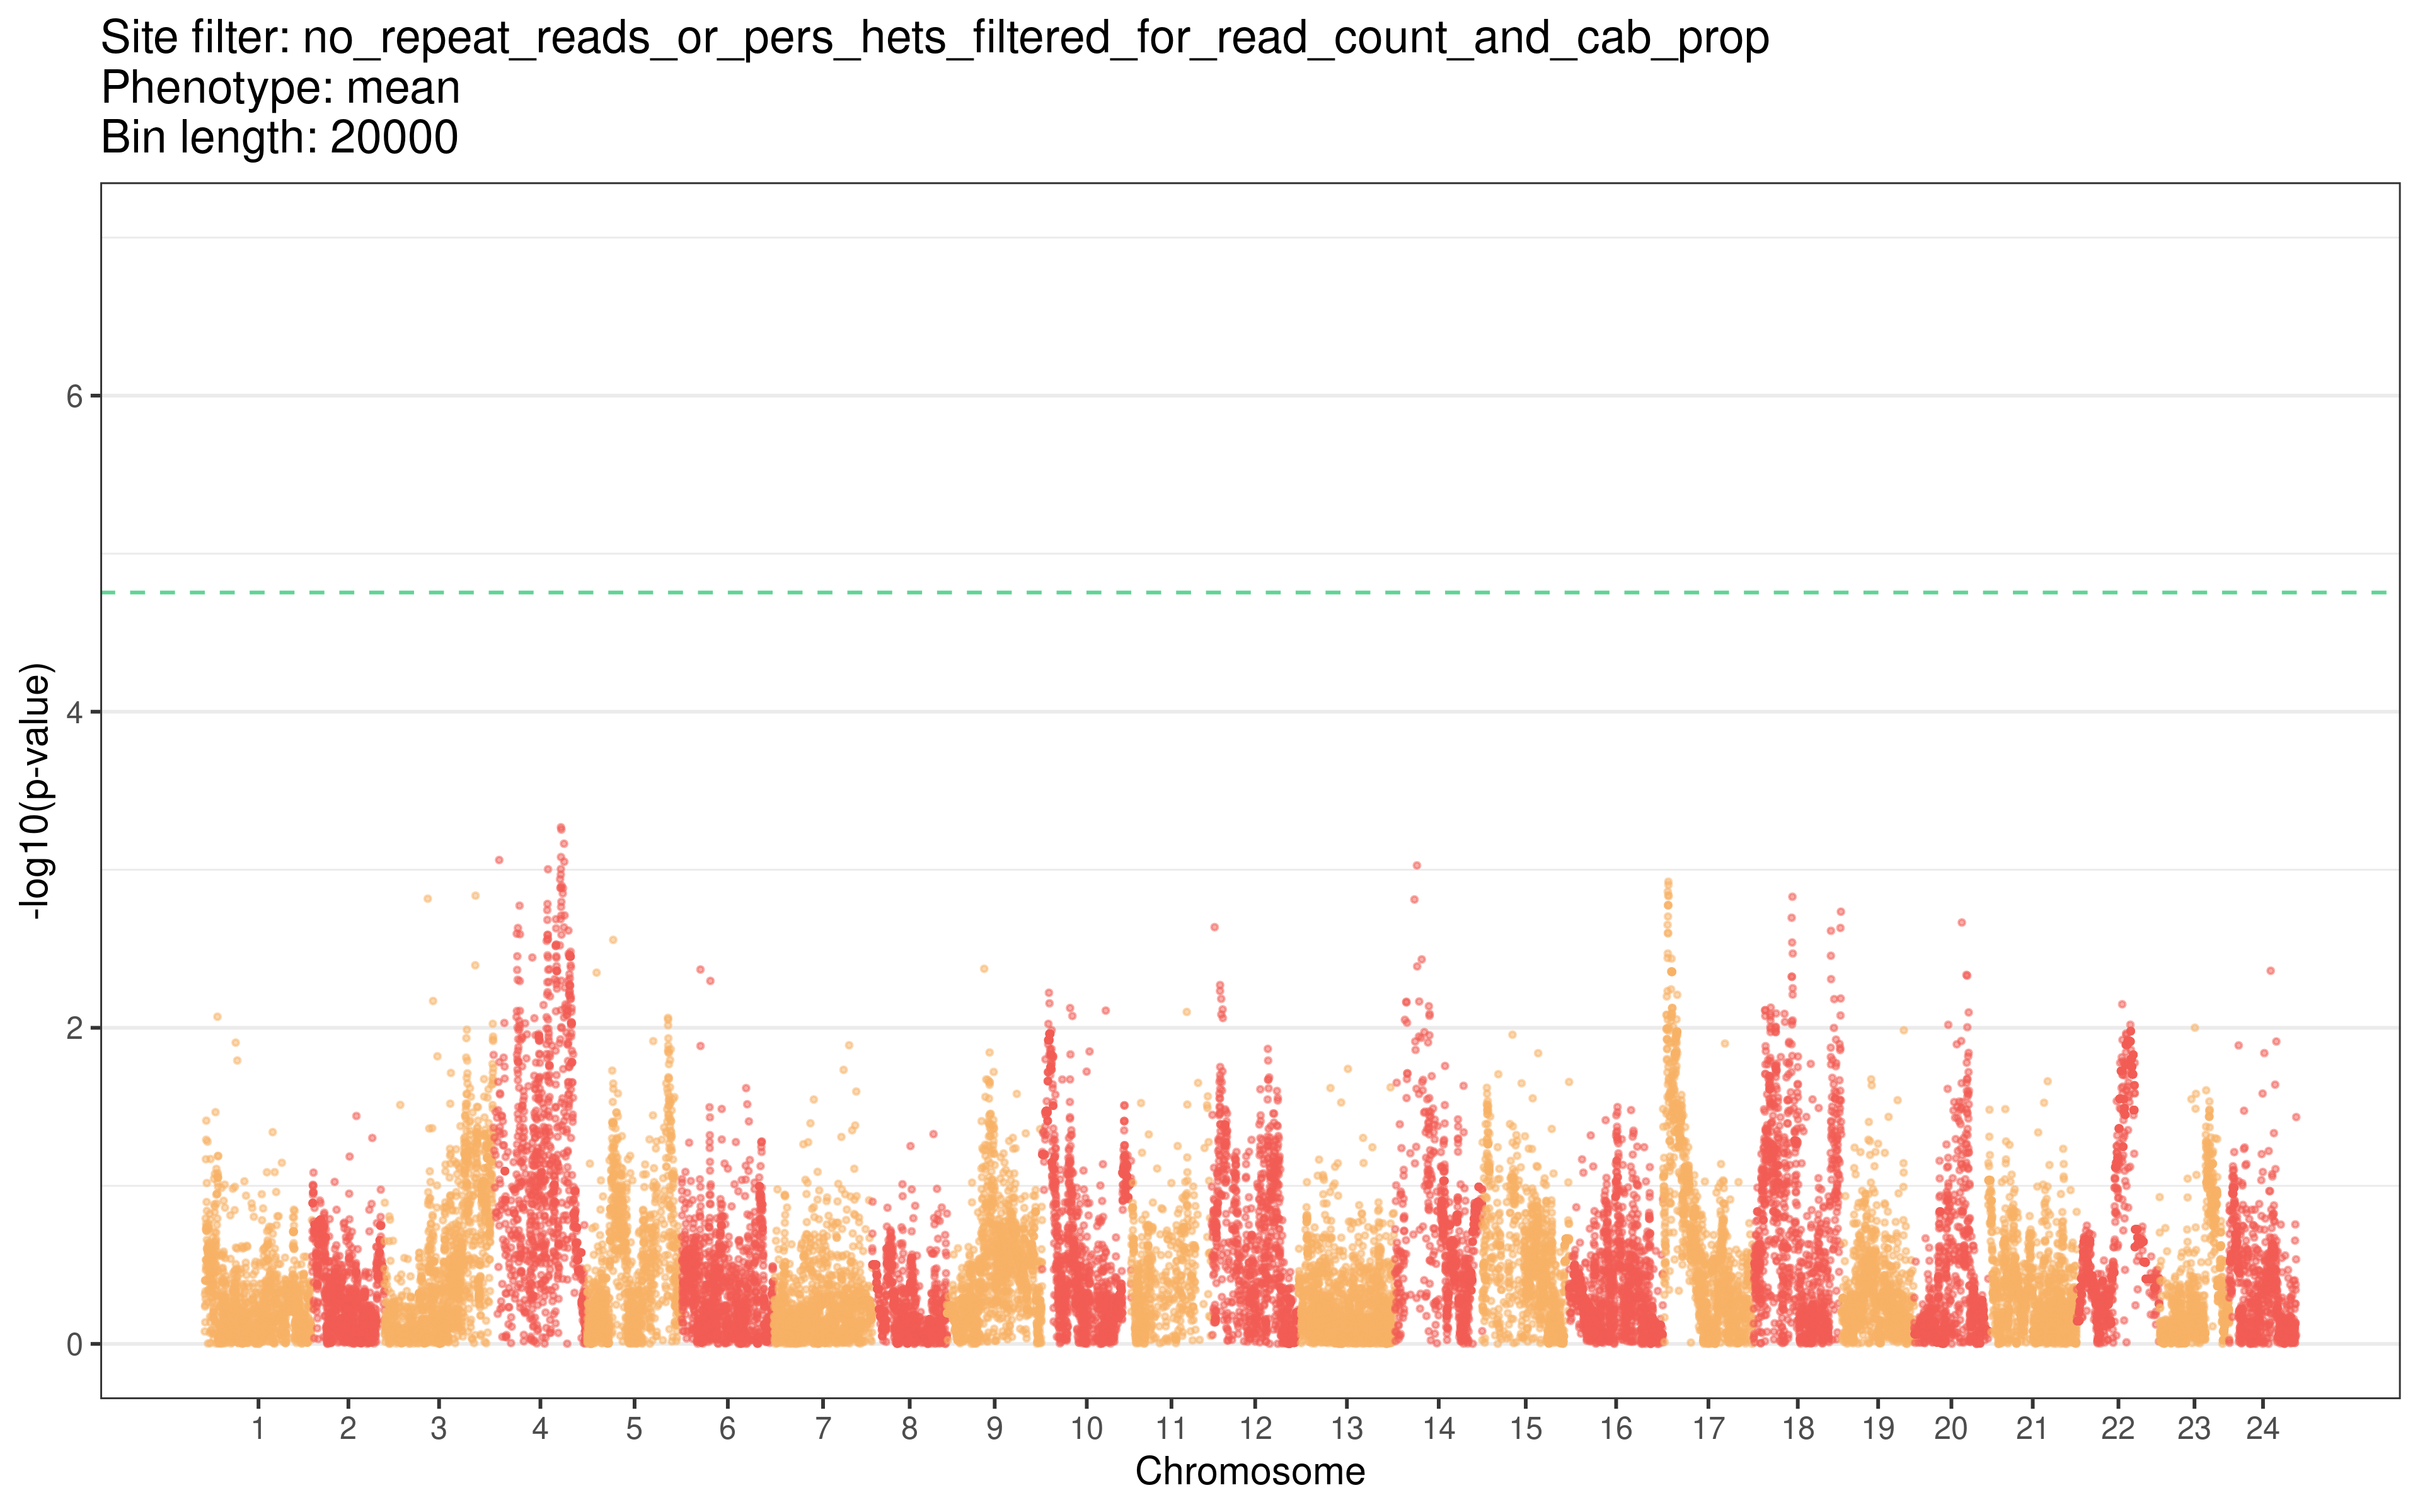 Site filter: no_repeat_reads_or_pers_hets_filtered_for_read_count_and_cab_prop
Phenotype: mean
Bin length: 20000
6
4
2
0
-log10(p-value)
1 2 3 4 5 6 7 8 9 10 11 12 13 14 15 16 17 18 19 20 21 22 23 24
Chromosome